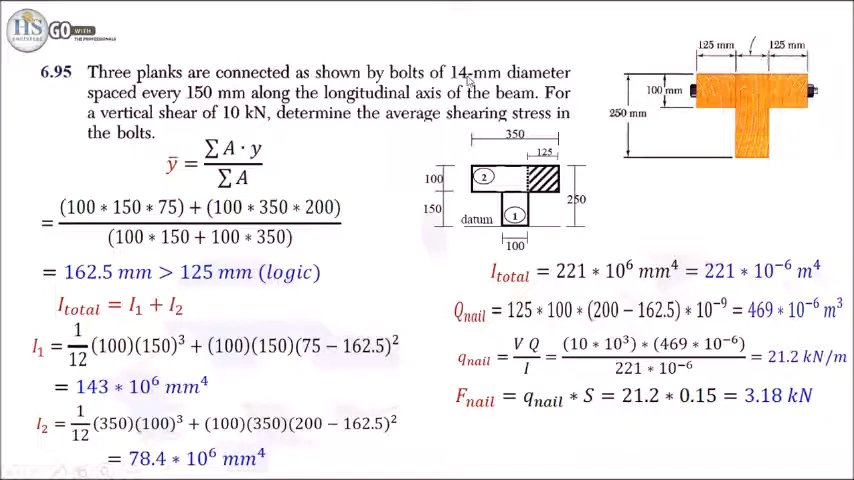 HS
engineers
GO WITH
THE PROFESSIONALS
6.95 Three planks are connected as shown by bolts of 14-mm diameter
spaced every 150 mm along the longitudinal axis of the beam. For
a vertical shear of 10 kN, determine the average shearing stress in
the bolts.
125 mm 125 mm
100 mm
250 mm
350
125
100
150
250
2
1
datum
100
ȳ = ∑ A · y / ∑ A
= (100 * 150 * 75) + (100 * 350 * 200) / (100 * 150 + 100 * 350)
= 162.5 mm > 125 mm (logic)
I_total = I_1 + I_2
I_1 = 1/12 (100)(150)^3 + (100)(150)(75 − 162.5)^2
= 143 * 10^6 mm^4
I_2 = 1/12 (350)(100)^3 + (100)(350)(200 − 162.5)^2
= 78.4 * 10^6 mm^4
I_total = 221 * 10^6 mm^4 = 221 * 10^−6 m^4
Q_nail = 125 * 100 * (200 − 162.5) * 10^−9 = 469 * 10^−6 m^3
q_nail = V Q / I = (10 * 10^3) * (469 * 10^−6) / 221 * 10^−6 = 21.2 kN/m
F_nail = q_nail * S = 21.2 * 0.15 = 3.18 kN